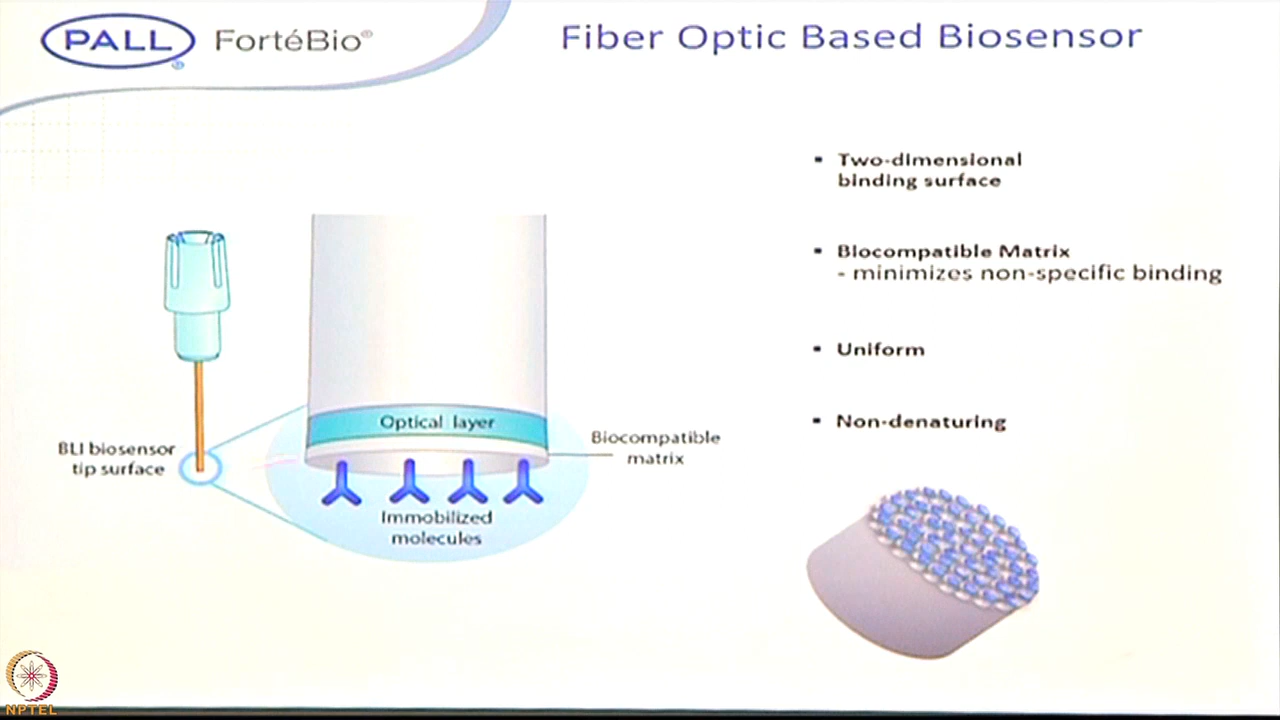 PALL
®
FortéBio®
Fiber Optic Based Biosensor
▪ Two-dimensional
binding surface
▪ Biocompatible Matrix
- minimizes non-specific binding
▪ Uniform
▪ Non-denaturing
BLI biosensor
tip surface
Optical layer
Biocompatible
matrix
Immobilized
molecules
NPTEL